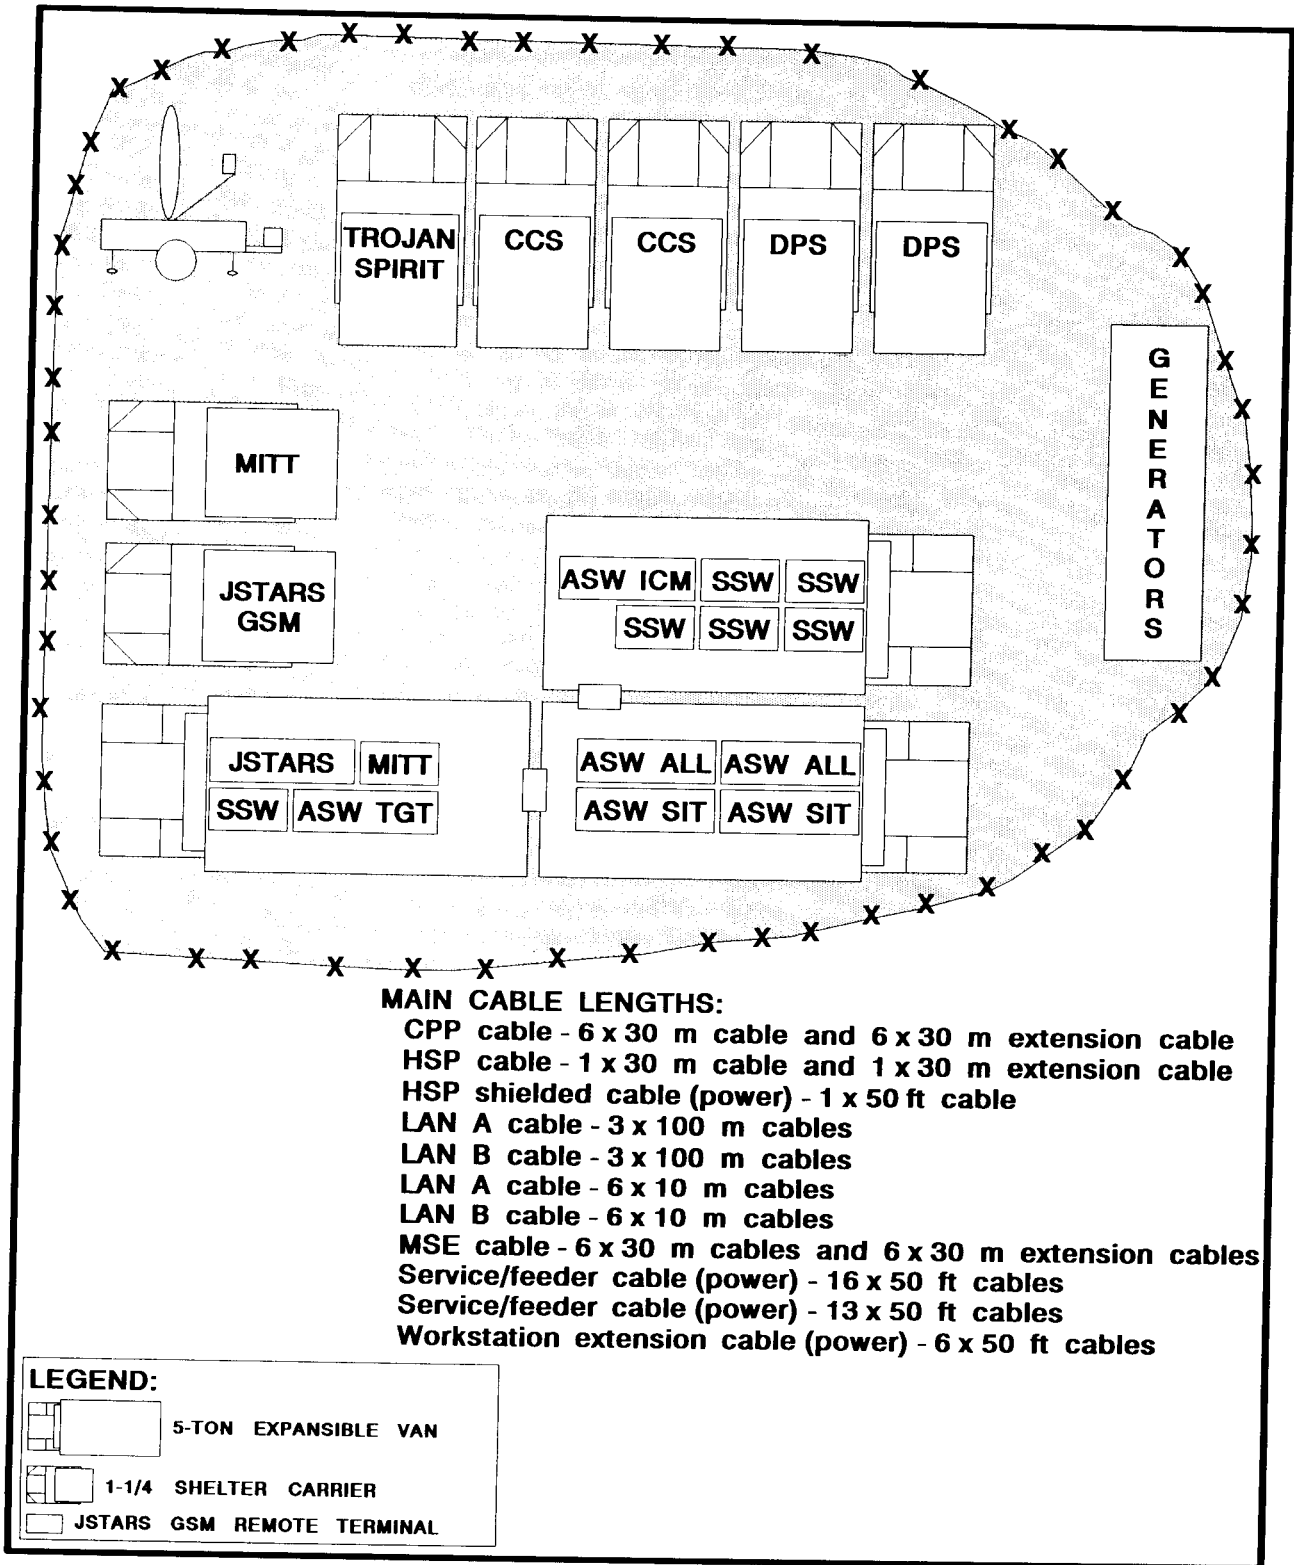 TROJAN
SPIRIT
CCS
CCS
DPS
DPS
GENERATORS
MITT
JSTARS
GSM
ASW ICM
SSW
SSW
SSW
SSW
SSW
JSTARS
MITT
SSW
ASW TGT
ASW ALL
ASW ALL
ASW SIT
ASW SIT
MAIN CABLE LENGTHS:
CPP cable - 6 x 30 m cable and 6 x 30 m extension cable
HSP cable - 1 x 30 m cable and 1 x 30 m extension cable
HSP shielded cable (power) - 1 x 50 ft cable
LAN A cable - 3 x 100 m cables
LAN B cable - 3 x 100 m cables
LAN A cable - 6 x 10 m cables
LAN B cable - 6 x 10 m cables
MSE cable - 6 x 30 m cables and 6 x 30 m extension cables
Service/feeder cable (power) - 16 x 50 ft cables
Service/feeder cable (power) - 13 x 50 ft cables
Workstation extension cable (power) - 6 x 50 ft cables
LEGEND:
5-TON EXPANSIBLE VAN
1-1/4 SHELTER CARRIER
JSTARS GSM REMOTE TERMINAL